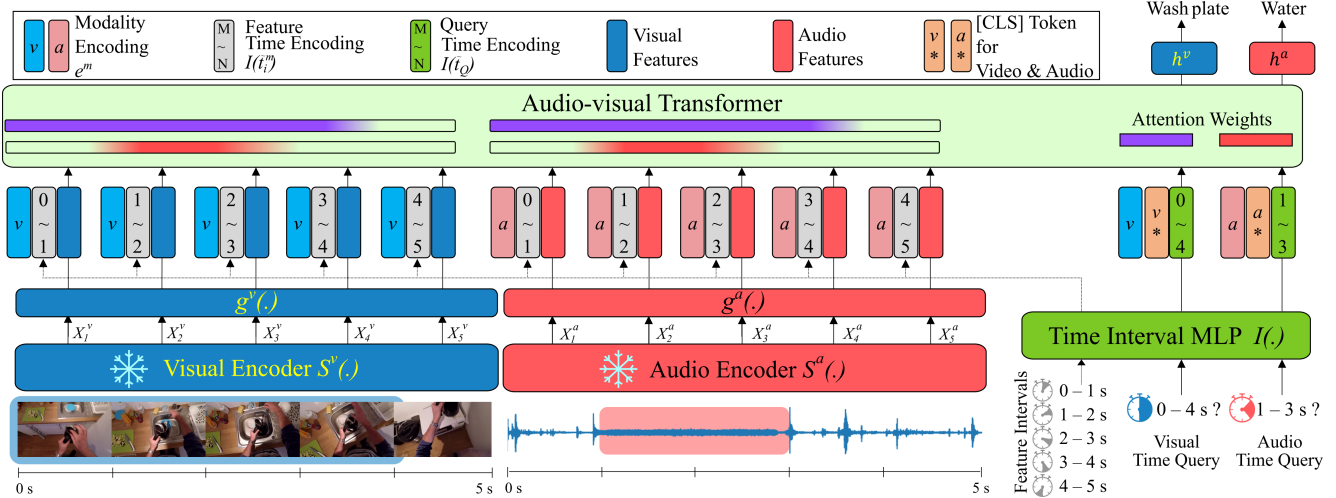 v a Modality Encoding e^m
M ~ N Feature Time Encoding I(t_i^m)
M ~ N Query Time Encoding I(t_Q)
Visual Features
Audio Features
v * a * [CLS] Token for Video & Audio
Wash plate
Water
h^v
h^a
Audio-visual Transformer
Attention Weights
v 0 ~ 1
v 1 ~ 2
v 2 ~ 3
v 3 ~ 4
v 4 ~ 5
a 0 ~ 1
a 1 ~ 2
a 2 ~ 3
a 3 ~ 4
a 4 ~ 5
v v * 0 ~ 4
a a * 1 ~ 3
g^v(.)
g^a(.)
X_1^v X_2^v X_3^v X_4^v X_5^v
X_1^a X_2^a X_3^a X_4^a X_5^a
Visual Encoder S^v(.)
Audio Encoder S^a(.)
Time Interval MLP I(.)
Feature Intervals
0 – 1 s
1 – 2 s
2 – 3 s
3 – 4 s
4 – 5 s
0 – 4 s ?
Visual
Time Query
1 – 3 s ?
Audio
Time Query
0 s
5 s
0 s
5 s